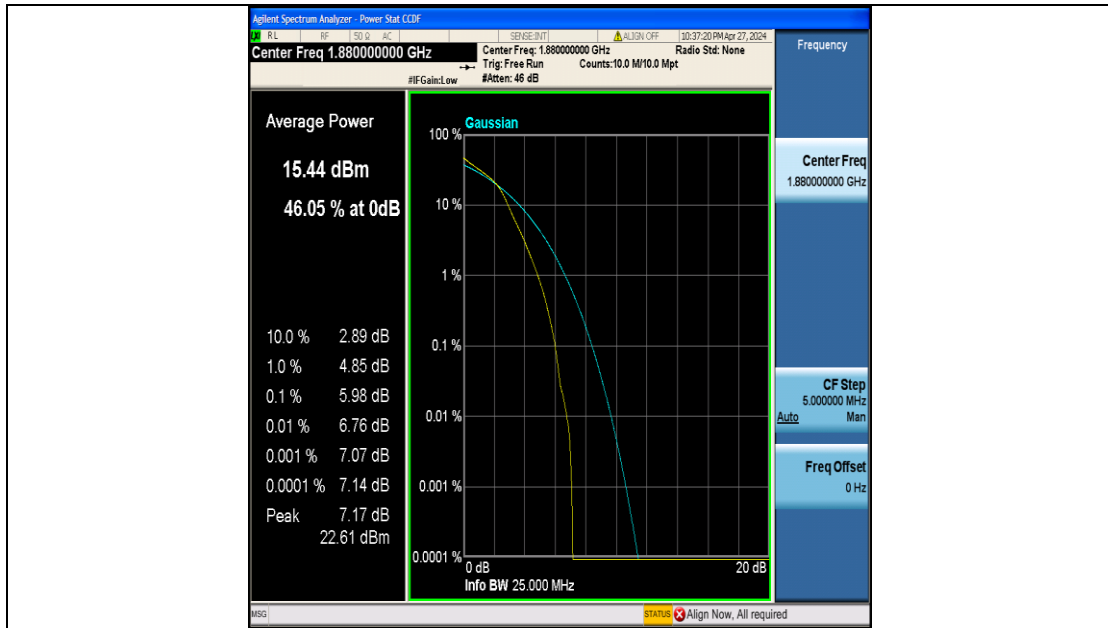 Agilent Spectrum Analyzer - Power Stat CCDF
RL RF 50 Ω AC SENSE:INT ALIGN OFF 10:37:20 PM Apr 27, 2024
Center Freq 1.880000000 GHz
Center Freq: 1.880000000 GHz Radio Std: None
Trig: Free Run Counts:10.0 M/10.0 Mpt
#IFGain:Low #Atten: 46 dB
Frequency
Average Power
15.44 dBm
46.05 % at 0dB
10.0 % 2.89 dB
1.0 % 4.85 dB
0.1 % 5.98 dB
0.01 % 6.76 dB
0.001 % 7.07 dB
0.0001 % 7.14 dB
Peak 7.17 dB
22.61 dBm
Gaussian
100 %
10 %
1 %
0.1 %
0.01 %
0.001 %
0.0001 %
0 dB 20 dB
Info BW 25.000 MHz
Center Freq
1.880000000 GHz
CF Step
5.000000 MHz
Auto Man
Freq Offset
0 Hz
MSG STATUS Align Now, All required